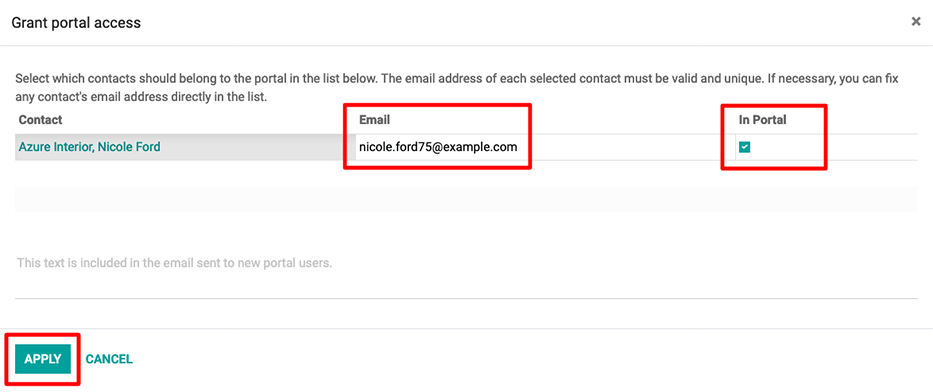 Grant portal access
×
Select which contacts should belong to the portal in the list below. The email address of each selected contact must be valid and unique. If necessary, you can fix
any contact's email address directly in the list.
Contact Email In Portal
Azure Interior, Nicole Ford nicole.ford75@example.com
This text is included in the email sent to new portal users.
APPLY CANCEL